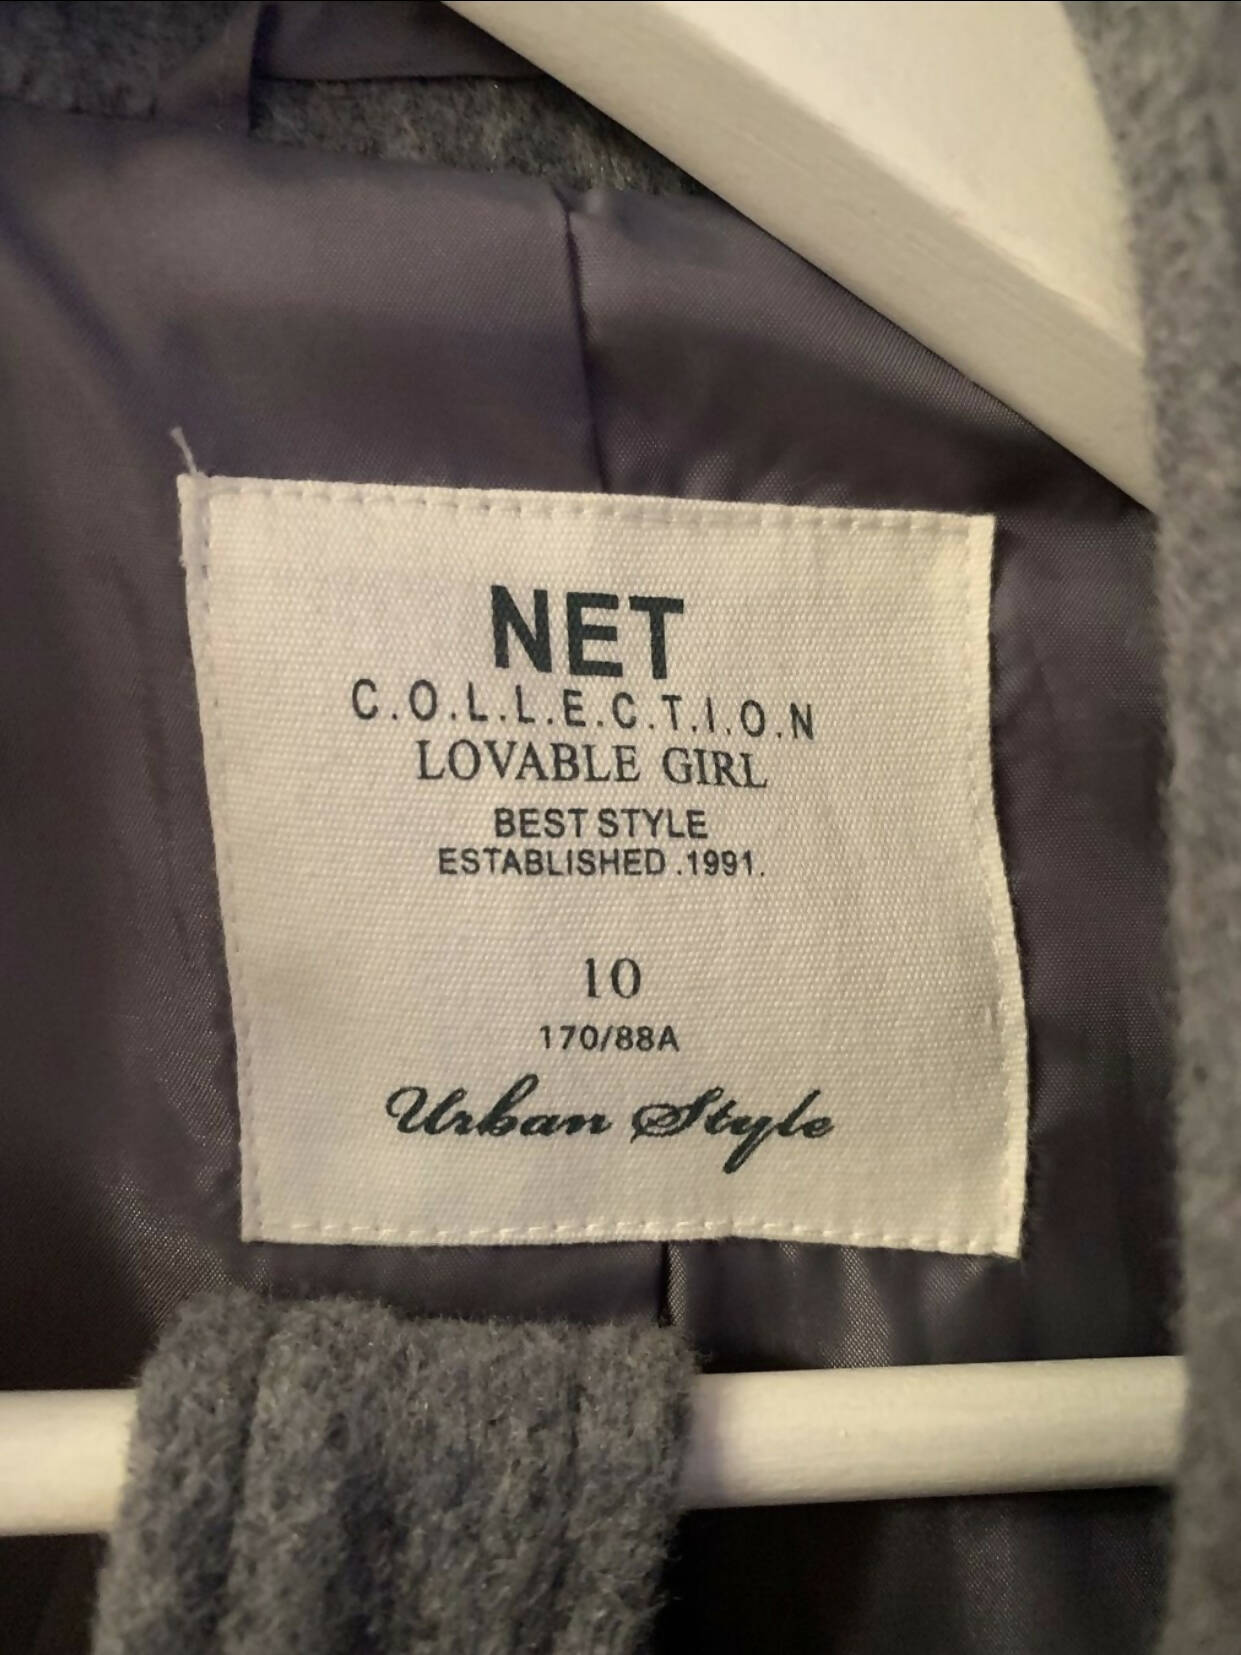 NET
C.O.L.L.E.C.T.I.O.N
LOVABLE GIRL
BEST STYLE
ESTABLISHED .1991.
10
170/88A
Urban Style